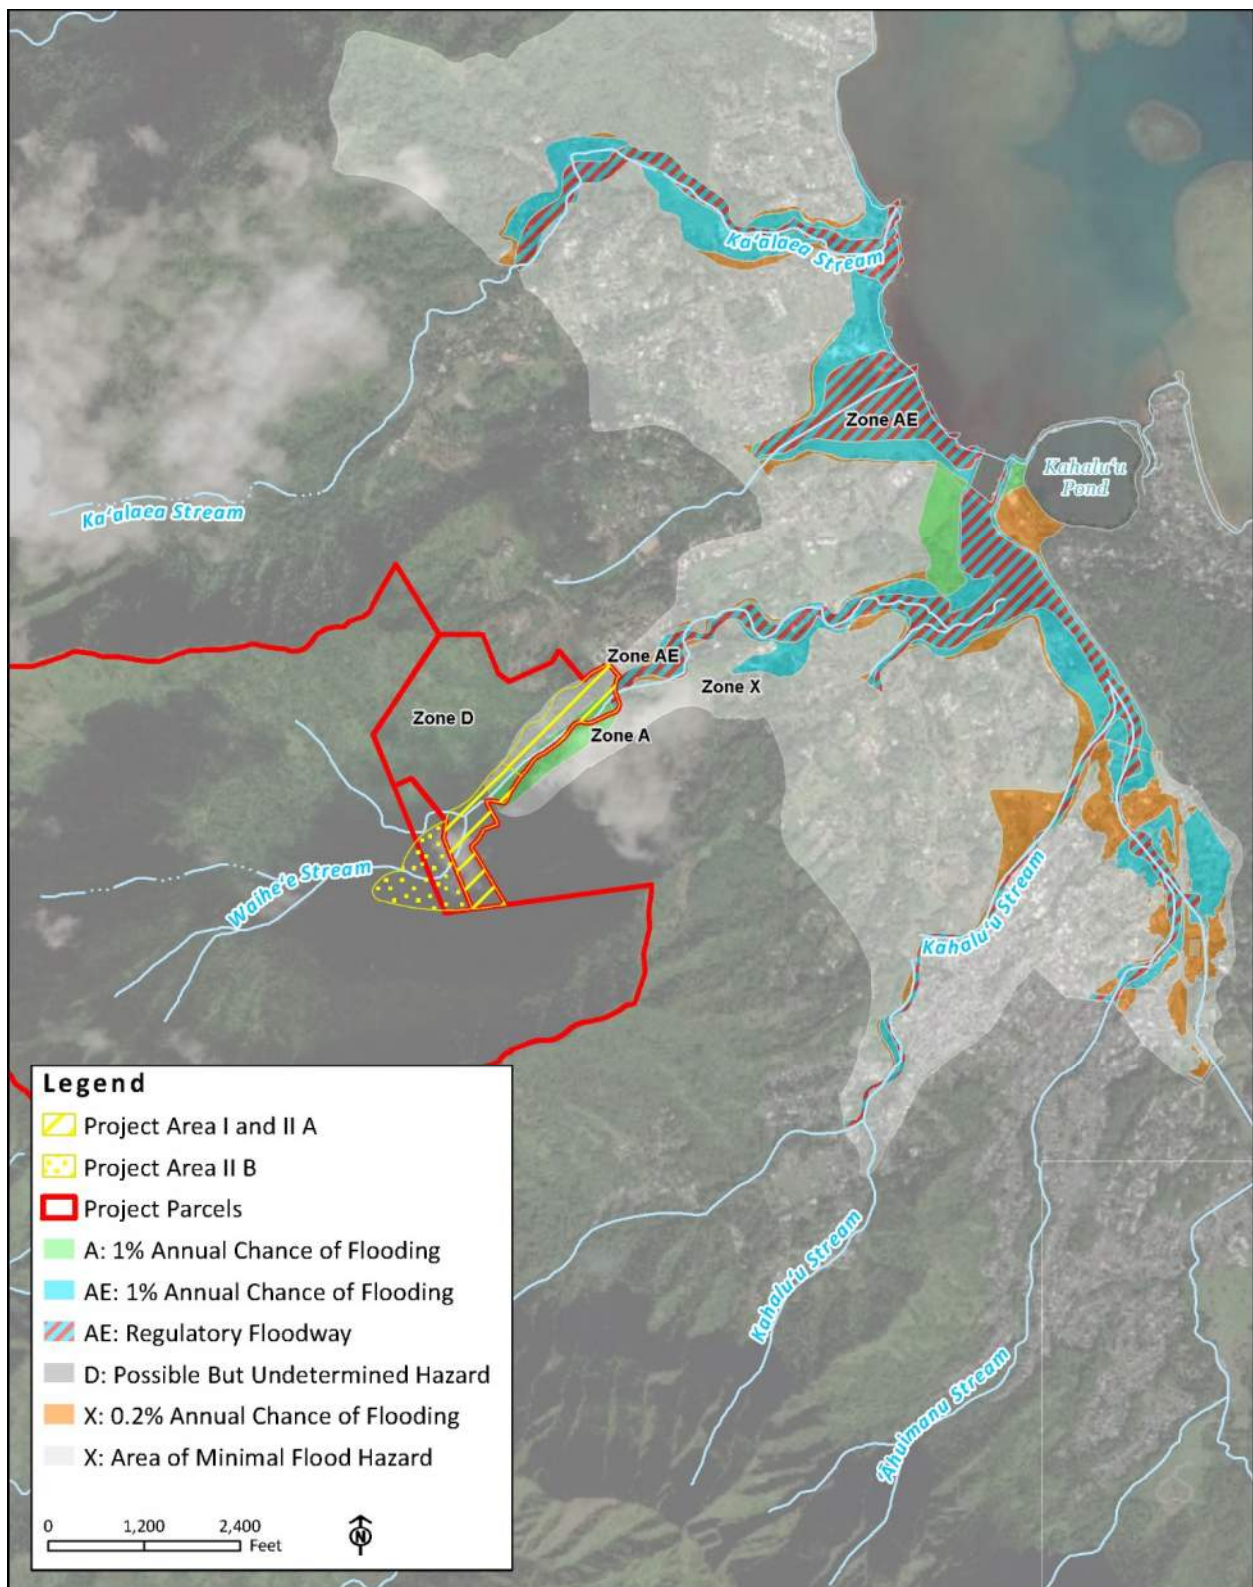 Ka‘alaea Stream
Zone AE
Kahalu‘u
Pond
Ka‘alaea Stream
Zone AE
Zone X
Zone D
Zone A
Waihe‘e Stream
Kahalu‘u Stream
Legend
Project Area I and II A
Project Area II B
Project Parcels
A: 1% Annual Chance of Flooding
AE: 1% Annual Chance of Flooding
AE: Regulatory Floodway
D: Possible But Undetermined Hazard
X: 0.2% Annual Chance of Flooding
X: Area of Minimal Flood Hazard
0 1,200 2,400
Feet
N
Kahalu‘u Stream
‘Āhuimanu Stream